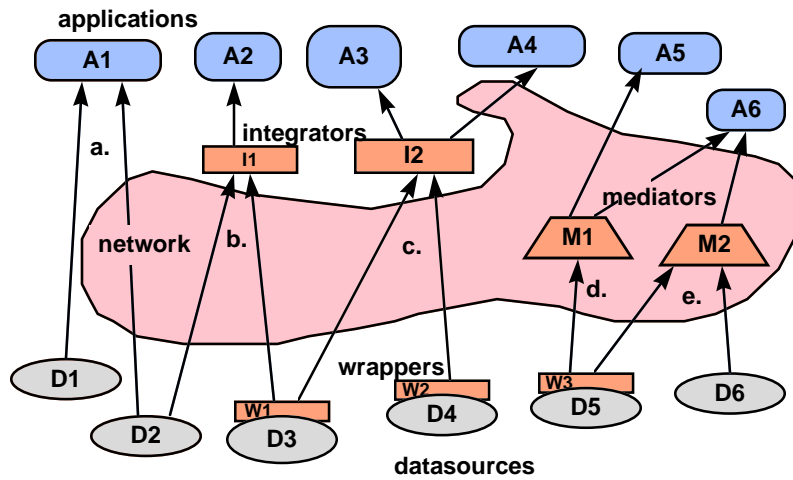 applications
A1
A2
A3
A4
A5
A6
a.
integrators
I1
I2
mediators
network
b.
c.
M1
M2
d.
e.
wrappers
D1
W1
W2
W3
D2
D3
D4
D5
D6
datasources